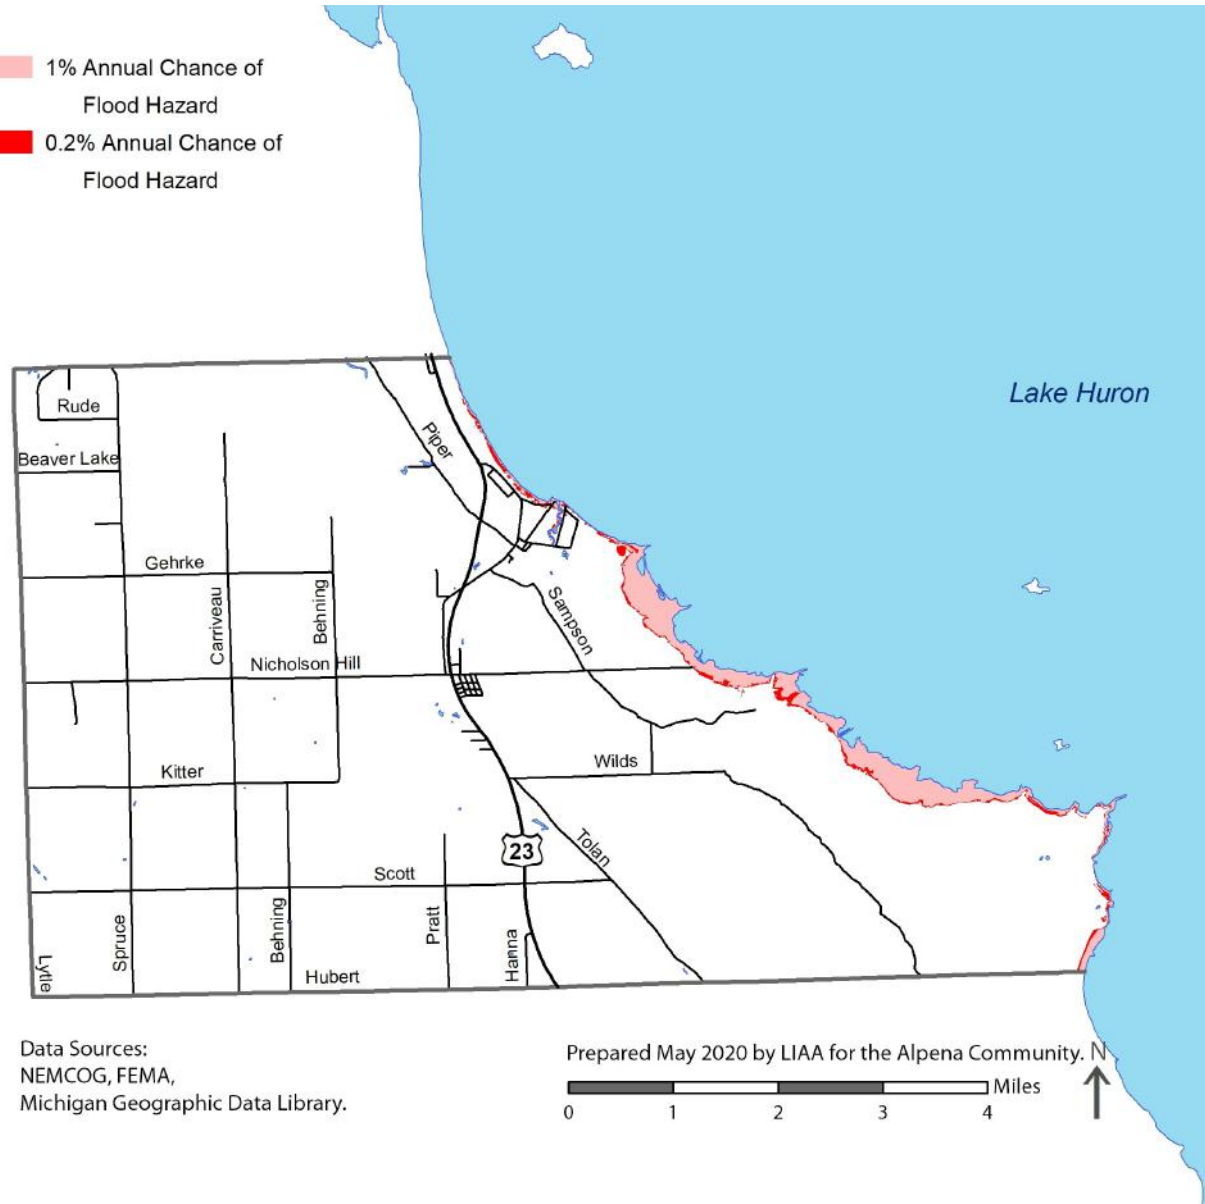 1% Annual Chance of
Flood Hazard
0.2% Annual Chance of
Flood Hazard
Lake Huron
Rude
Piper
Beaver Lake
Gehrke
Carriveau
Behning
Sampson
Nicholson Hill
Wilds
Kitter
23
Tolan
Scott
Spruce
Behning
Pratt
Hanna
Lytle
Hubert
Data Sources:
NEMCOG, FEMA,
Michigan Geographic Data Library.
Prepared May 2020 by LIAA for the Alpena Community.
N
Miles
0 1 2 3 4